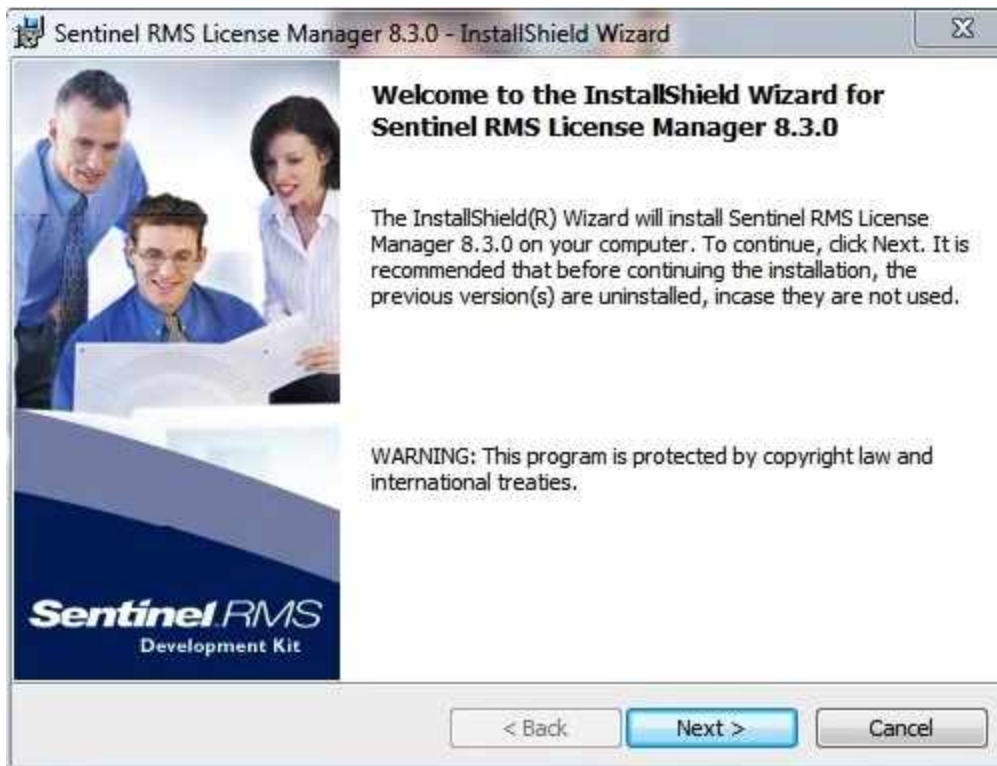 Sentinel RMS License Manager 8.3.0 - InstallShield Wizard
Welcome to the InstallShield Wizard for
Sentinel RMS License Manager 8.3.0
The InstallShield(R) Wizard will install Sentinel RMS License
Manager 8.3.0 on your computer. To continue, click Next. It is
recommended that before continuing the installation, the
previous version(s) are uninstalled, incase they are not used.
WARNING: This program is protected by copyright law and
international treaties.
Sentinel RMS
Development Kit
< Back
Next >
Cancel